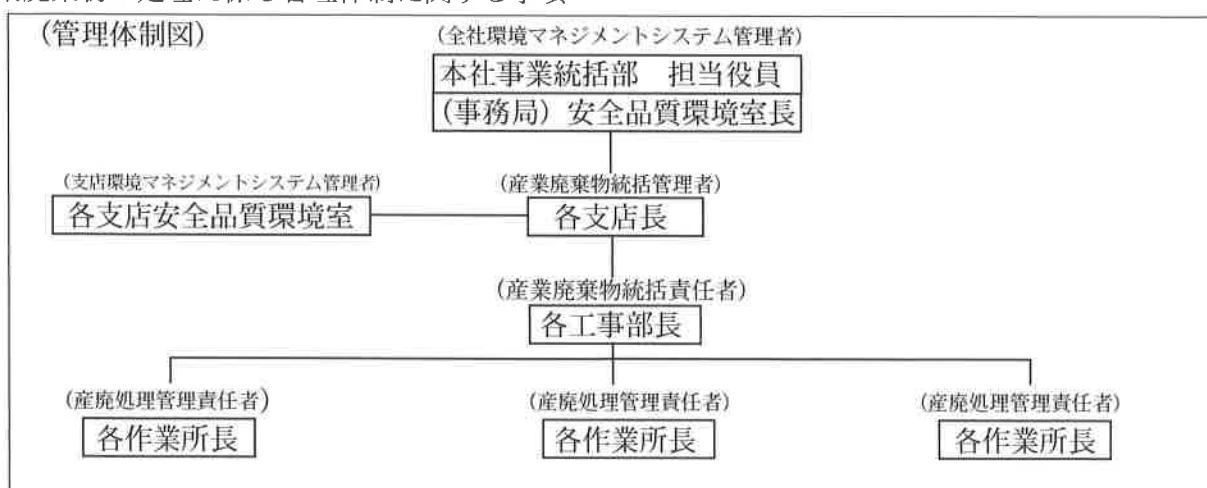 (管理体制図)
(全社環境マネジメントシステム管理者)
本社事業統括部 担当役員
(事務局) 安全品質環境室長
(支店環境マネジメントシステム管理者)
(産業廃棄物統括管理者)
各支店安全品質環境室
各支店長
(産業廃棄物統括責任者)
各工事部長
(産廃処理管理責任者)
(産廃処理管理責任者)
(産廃処理管理責任者)
各作業所長
各作業所長
各作業所長